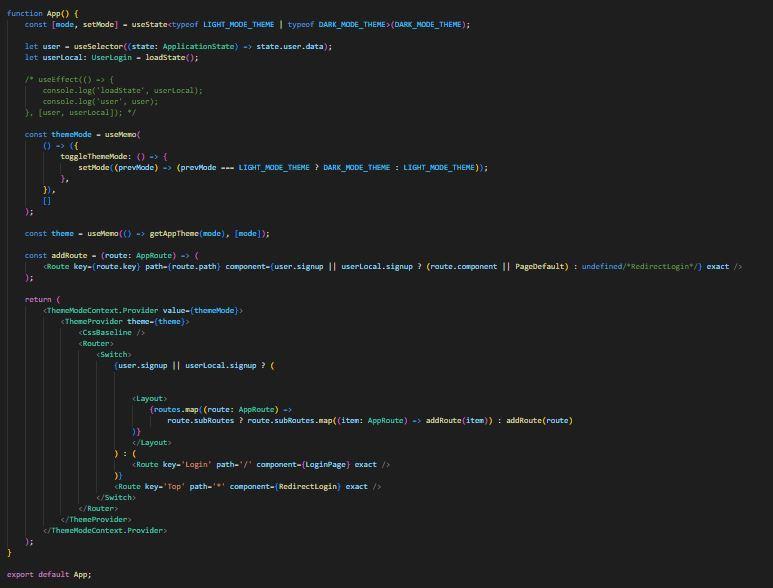 function App() {
const [mode, setMode] = useState<typeof LIGHT_MODE_THEME | typeof DARK_MODE_THEME>(DARK_MODE_THEME);
let user = useSelector((state: ApplicationState) => state.user.data);
let userLocal: UserLogin = loadState();
/* useEffect(() => {
console.log('loadState', userLocal);
console.log('user', user);
}, [user, userLocal]); */
const themeMode = useMemo(
() => ({
toggleThemeMode: () => {
setMode((prevMode) => (prevMode === LIGHT_MODE_THEME ? DARK_MODE_THEME : LIGHT_MODE_THEME));
},
}),
[]
);
const theme = useMemo(() => getAppTheme(mode), [mode]);
const addRoute = (route: AppRoute) => (
<Route key={route.key} path={route.path} component={user.signup || userLocal.signup ? (route.component || PageDefault) : undefined/*RedirectLogin*/} exact />
);
return (
<ThemeModeContext.Provider value={themeMode}>
<ThemeProvider theme={theme}>
<CssBaseline />
<Router>
<Switch>
{user.signup || userLocal.signup ? (
<Layout>
{routes.map((route: AppRoute) =>
route.subRoutes ? route.subRoutes.map((item: AppRoute) => addRoute(item)) : addRoute(route)
)}
</Layout>
) : (
<Route key='Login' path='/' component={LoginPage} exact />
)}
<Route key='Top' path='*' component={RedirectLogin} exact />
</Switch>
</Router>
</ThemeProvider>
</ThemeModeContext.Provider>
);
}
export default App;